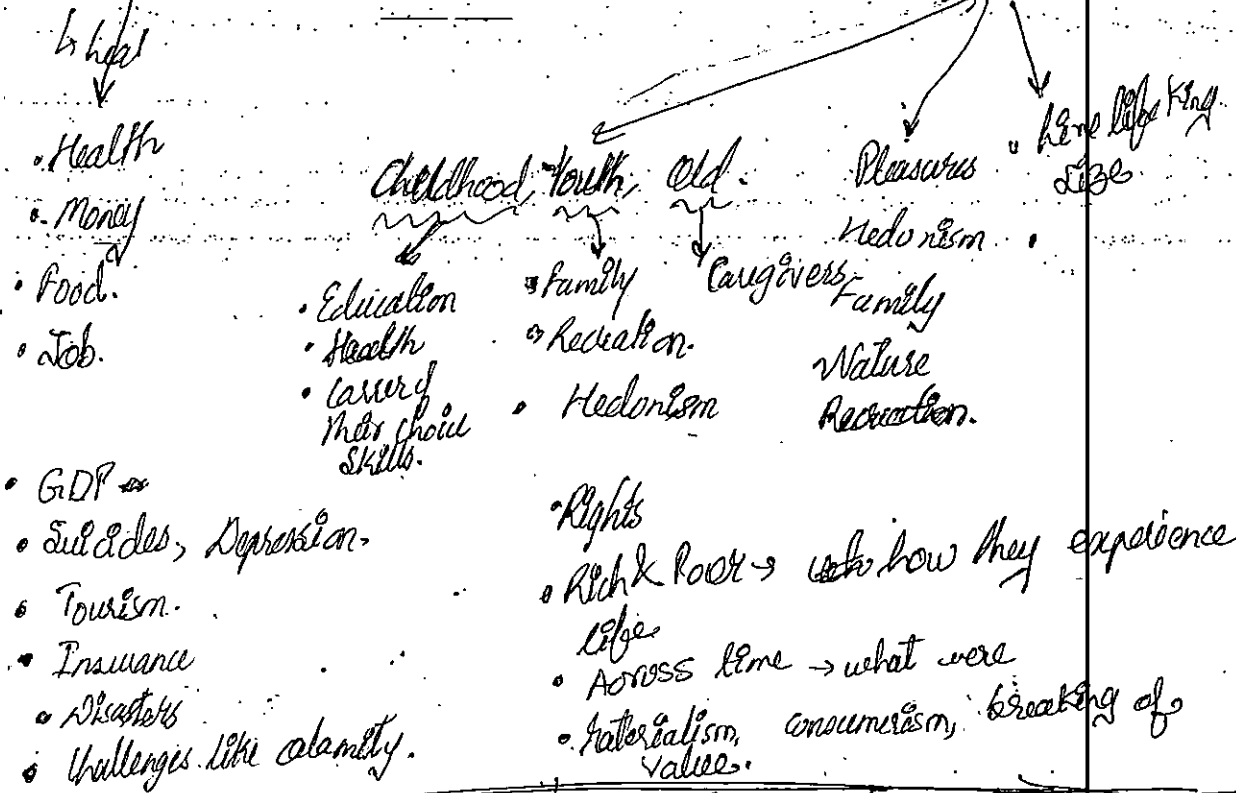 ↳ heal
• Health
• Money
• Food.
• Job.
Childhood, Youth, Old.
• Education
• Health
• Career of
their choice
skills.
• Family
• Recreation.
• Hedonism
Caregivers
Pleasures
Hedonism
Family
Nature
Recreation.
• Live life King
size
• GDP
• Suicides, Depression.
• Tourism.
• Insurance
• Disasters
• Challenges like calamity.
• Rights
• Rich & Poor → how they experience
life
• Across time → what were
• Materialism, consumerism, breaking of
value.